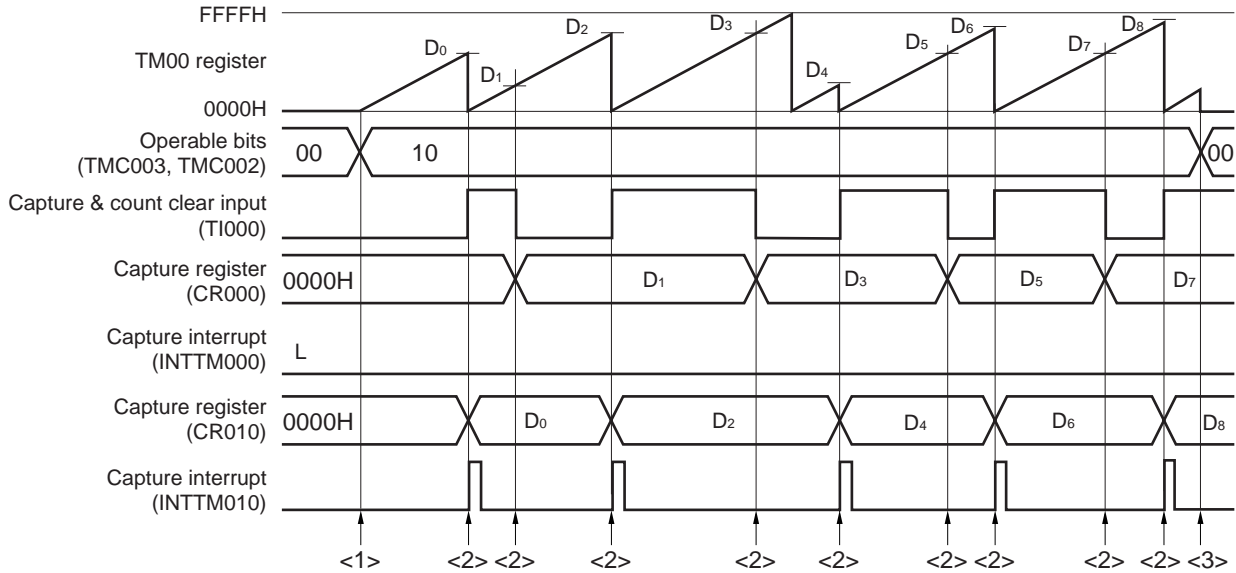 FFFFH
TM00 register
0000H
D0 D1 D2 D3 D4 D5 D6 D7 D8
Operable bits
(TMC003, TMC002)
00 10 00
Capture & count clear input
(TI000)
Capture register
(CR000)
0000H D1 D3 D5 D7
Capture interrupt
(INTTM000)
L
Capture register
(CR010)
0000H D0 D2 D4 D6 D8
Capture interrupt
(INTTM010)
<1> <2> <2> <2> <2> <2> <2> <2> <2> <2> <3>